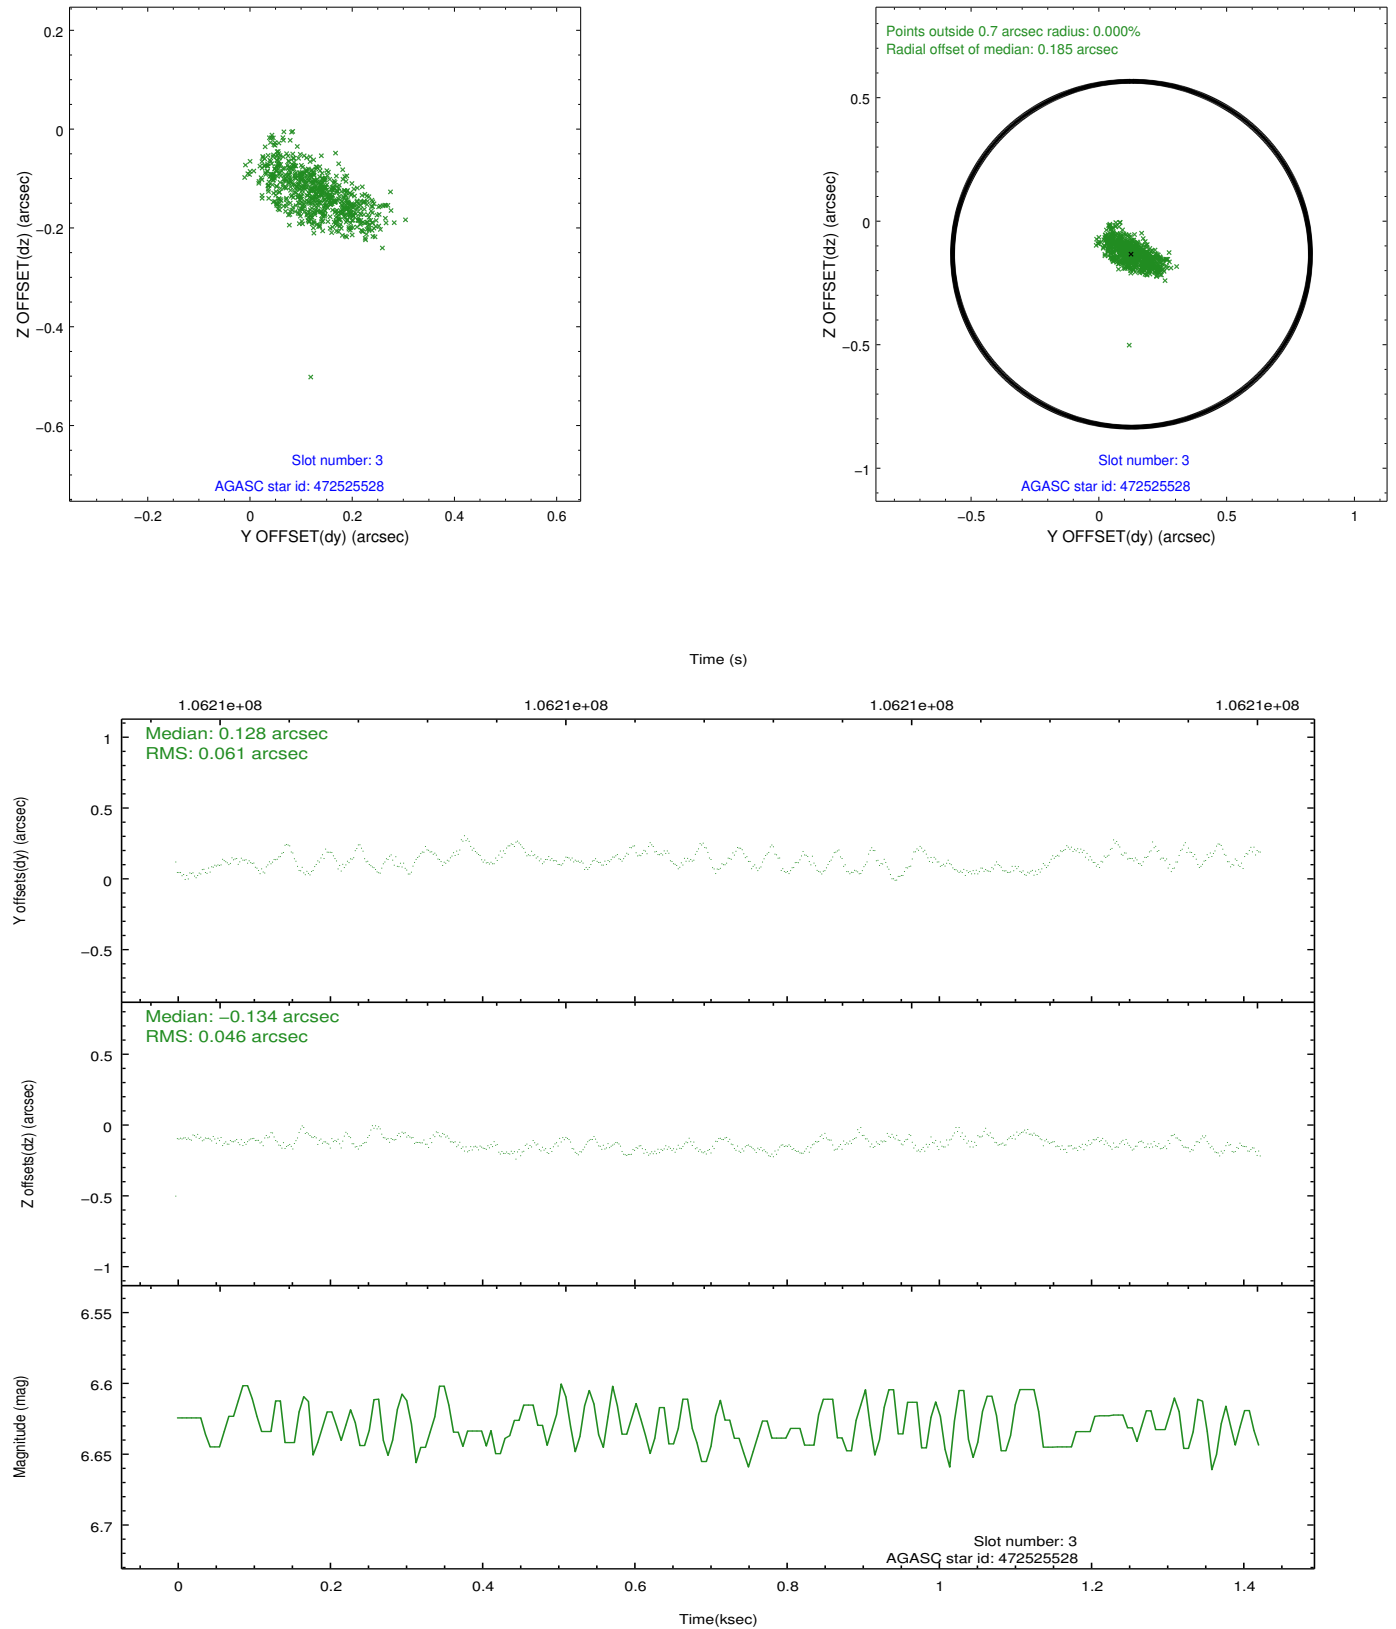 0.2
0
−0.2
−0.4
−0.6
Z OFFSET(dz) (arcsec)
Slot number: 3
AGASC star id: 472525528
−0.2 0 0.2 0.4 0.6
Y OFFSET(dy) (arcsec)
Points outside 0.7 arcsec radius: 0.000%
Radial offset of median: 0.185 arcsec
0.5
0
−0.5
−1
Z OFFSET(dz) (arcsec)
Slot number: 3
AGASC star id: 472525528
−0.5 0 0.5 1
Y OFFSET(dy) (arcsec)
Time (s)
1.0621e+08 1.0621e+08 1.0621e+08 1.0621e+08
Median: 0.128 arcsec
RMS: 0.061 arcsec
1
0.5
0
−0.5
Y offsets(dy) (arcsec)
Median: −0.134 arcsec
RMS: 0.046 arcsec
0.5
0
−0.5
−1
Z offsets(dz) (arcsec)
6.55
6.6
6.65
6.7
Magnitude (mag)
Slot number: 3
AGASC star id: 472525528
0 0.2 0.4 0.6 0.8 1 1.2 1.4
Time(ksec)